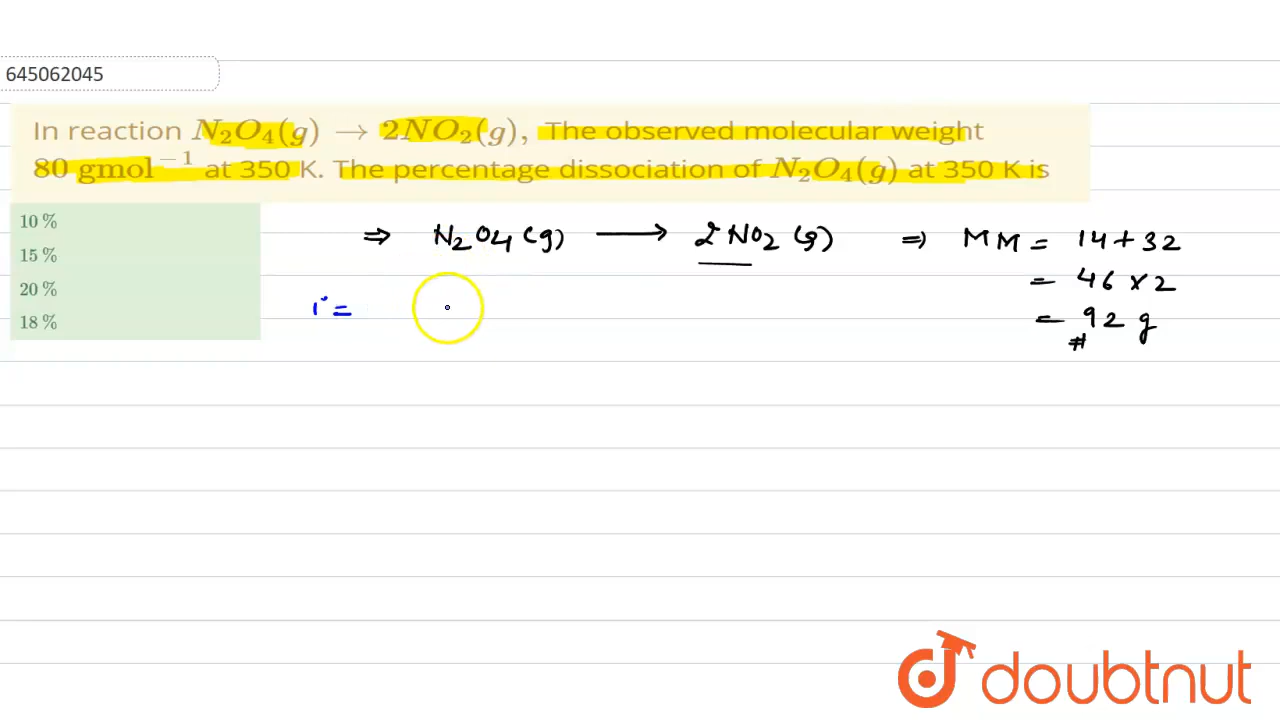 645062045
In reaction N₂O₄(g) → 2NO₂(g), The observed molecular weight
80 gmol⁻¹ at 350 K. The percentage dissociation of N₂O₄(g) at 350 K is
10 %
15 %
20 %
18 %
⇒ N₂O₄(g) ⟶ 2NO₂(g) ⇒ MM = 14+32
= 46 × 2
i =
= 92 g
doubtnut